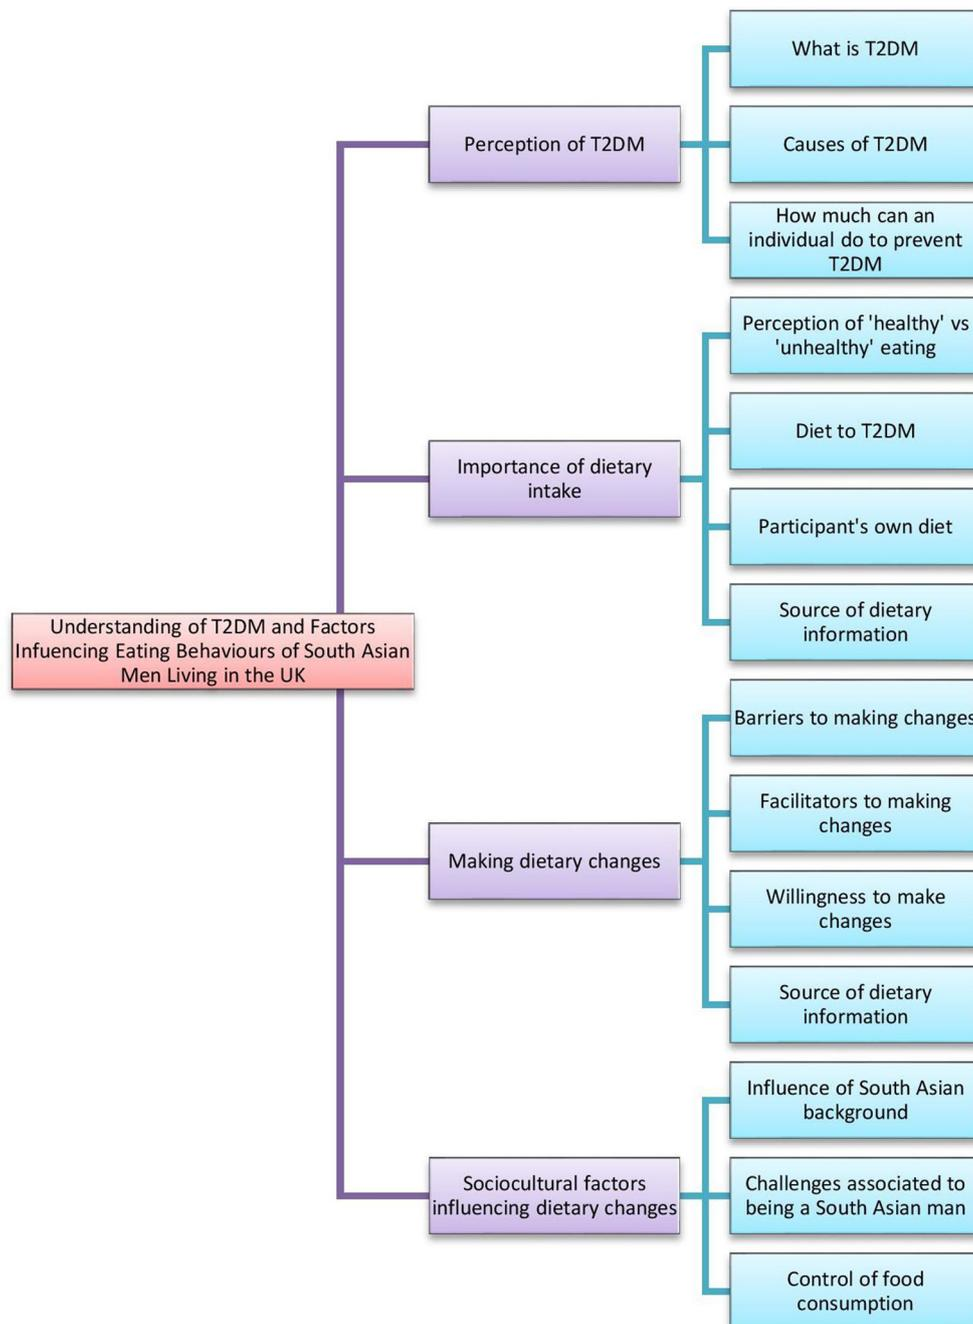 What is T2DM
Perception of T2DM
Causes of T2DM
How much can an
individual do to prevent
T2DM
Perception of 'healthy' vs
'unhealthy' eating
Diet to T2DM
Importance of dietary
intake
Participant's own diet
Source of dietary
information
Understanding of T2DM and Factors
Infuencing Eating Behaviours of South Asian
Men Living in the UK
Barriers to making changes
Facilitators to making
changes
Making dietary changes
Willingness to make
changes
Source of dietary
information
Influence of South Asian
background
Sociocultural factors
influencing dietary changes
Challenges associated to
being a South Asian man
Control of food
consumption